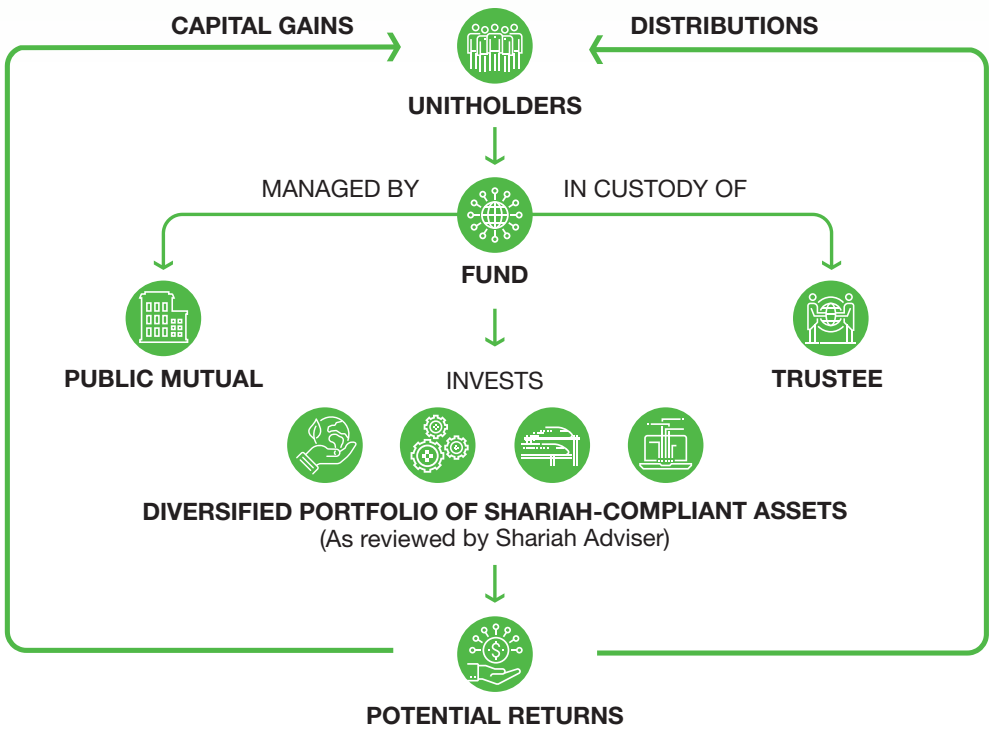 CAPITAL GAINS
DISTRIBUTIONS
UNITHOLDERS
MANAGED BY
IN CUSTODY OF
FUND
PUBLIC MUTUAL
TRUSTEE
INVESTS
DIVERSIFIED PORTFOLIO OF SHARIAH-COMPLIANT ASSETS
(As reviewed by Shariah Adviser)
$
POTENTIAL RETURNS